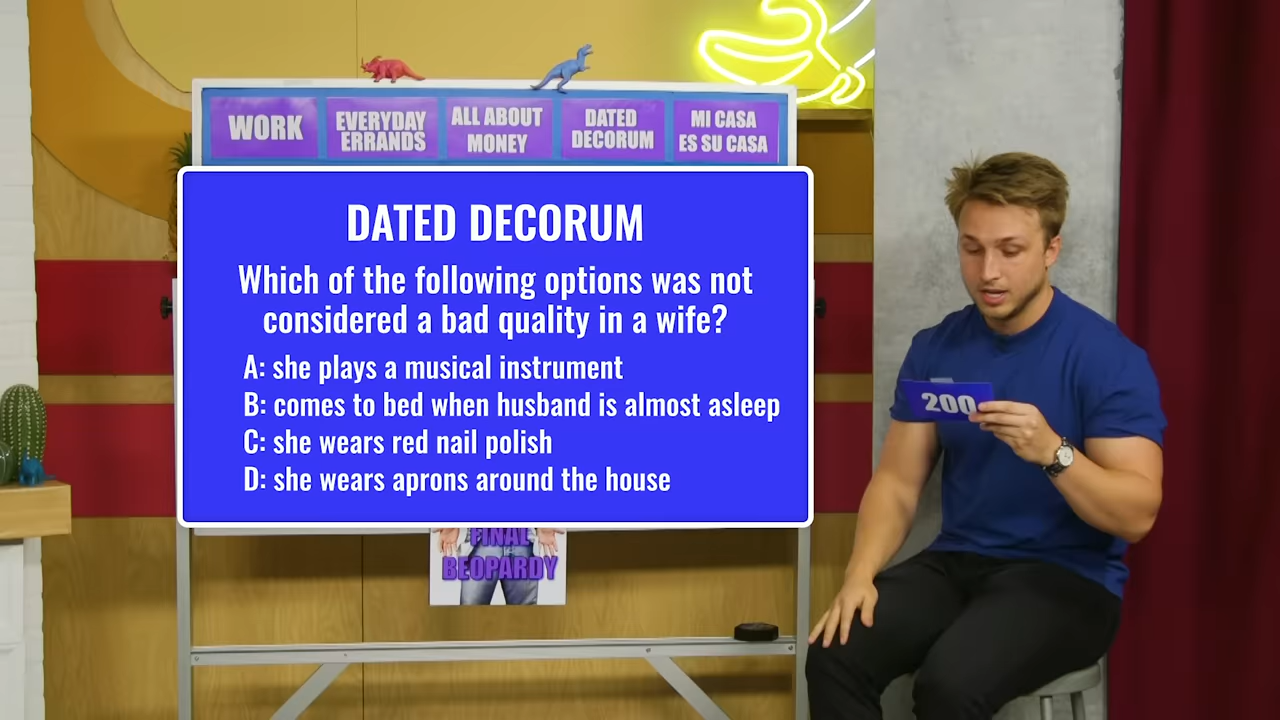 WORK
EVERYDAY
ERRANDS
ALL ABOUT
MONEY
DATED
DECORUM
MI CASA
ES SU CASA
DATED DECORUM
Which of the following options was not
considered a bad quality in a wife?
A: she plays a musical instrument
B: comes to bed when husband is almost asleep
C: she wears red nail polish
D: she wears aprons around the house
200
FINAL
BEOPARDY